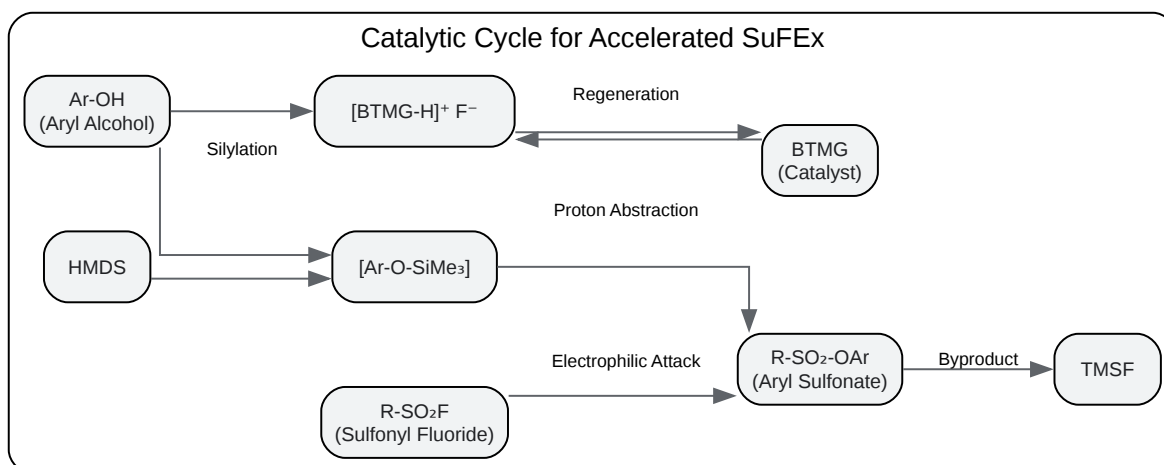 Catalytic Cycle for Accelerated SuFEx
Ar-OH
(Aryl Alcohol)
[BTMG-H]⁺ F⁻
Regeneration
Silylation
BTMG
(Catalyst)
Proton Abstraction
HMDS
[Ar-O-SiMe₃]
Electrophilic Attack
R-SO₂-OAr
(Aryl Sulfonate)
Byproduct
TMSF
R-SO₂F
(Sulfonyl Fluoride)